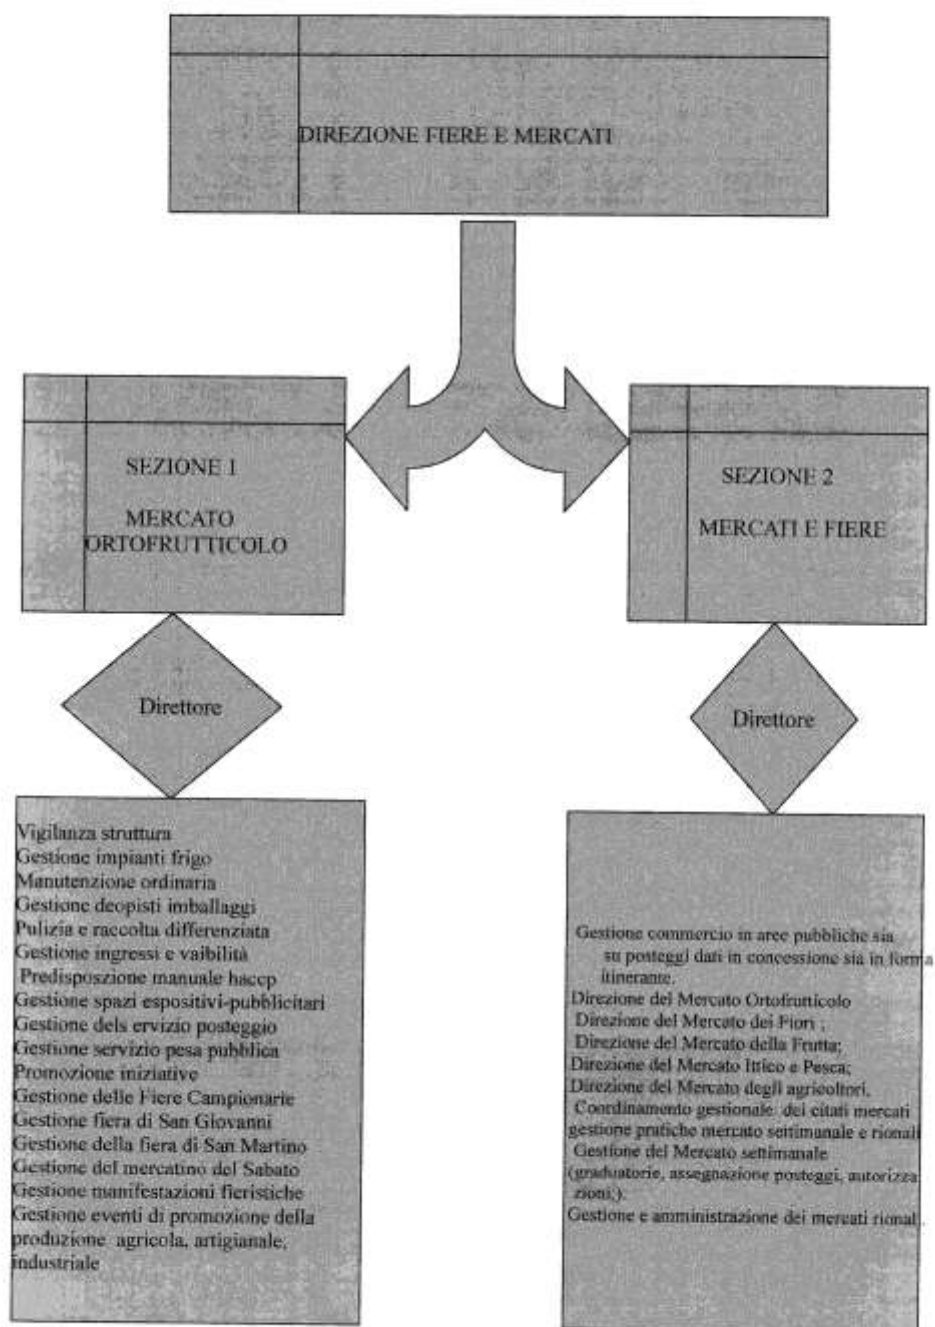 DIREZIONE FIERE E MERCATI
SEZIONE 1
MERCATO
ORTOFRUTTICOLO
Direttore
Vigilanza struttura
Gestione impianti frigo
Manutenzione ordinaria
Gestione deopisti imballaggi
Pulizia e raccolta differenziata
Gestione ingressi e vaibilità
Predisposzione manuale haccp
Gestione spazi espositivi-pubblicitari
Gestione dels ervizio posteggio
Gestione servizio pesa pubblica
Promozione iniziative
Gestione delle Fiere Campionarie
Gestione fiera di San Giovanni
Gestione della fiera di San Martino
Gestione del mercatino del Sabato
Gestione manifestazioni fieristiche
Gestione eventi di promozione della
produzione agricola, artigianale,
industriale
SEZIONE 2
MERCATI E FIERE
Direttore
Gestione commercio in aree pubbliche sia
su posteggi dati in concessione sia in forma
itinerante.
Direzione del Mercato Ortofrutticolo
Direzione del Mercato dei Fiori ;
Direzione del Mercato della Frutta;
Direzione del Mercato Ittico e Pesca;
Direzione del Mercato degli agricoltori.
Coordinamento gestionale dei citati mercati
gestione pratiche mercato settimanale e rionali
Gestione del Mercato settimanale
(graduatorie, assegnazione posteggi, autorizza
zioni;).
Gestione e amministrazione dei mercati rional .